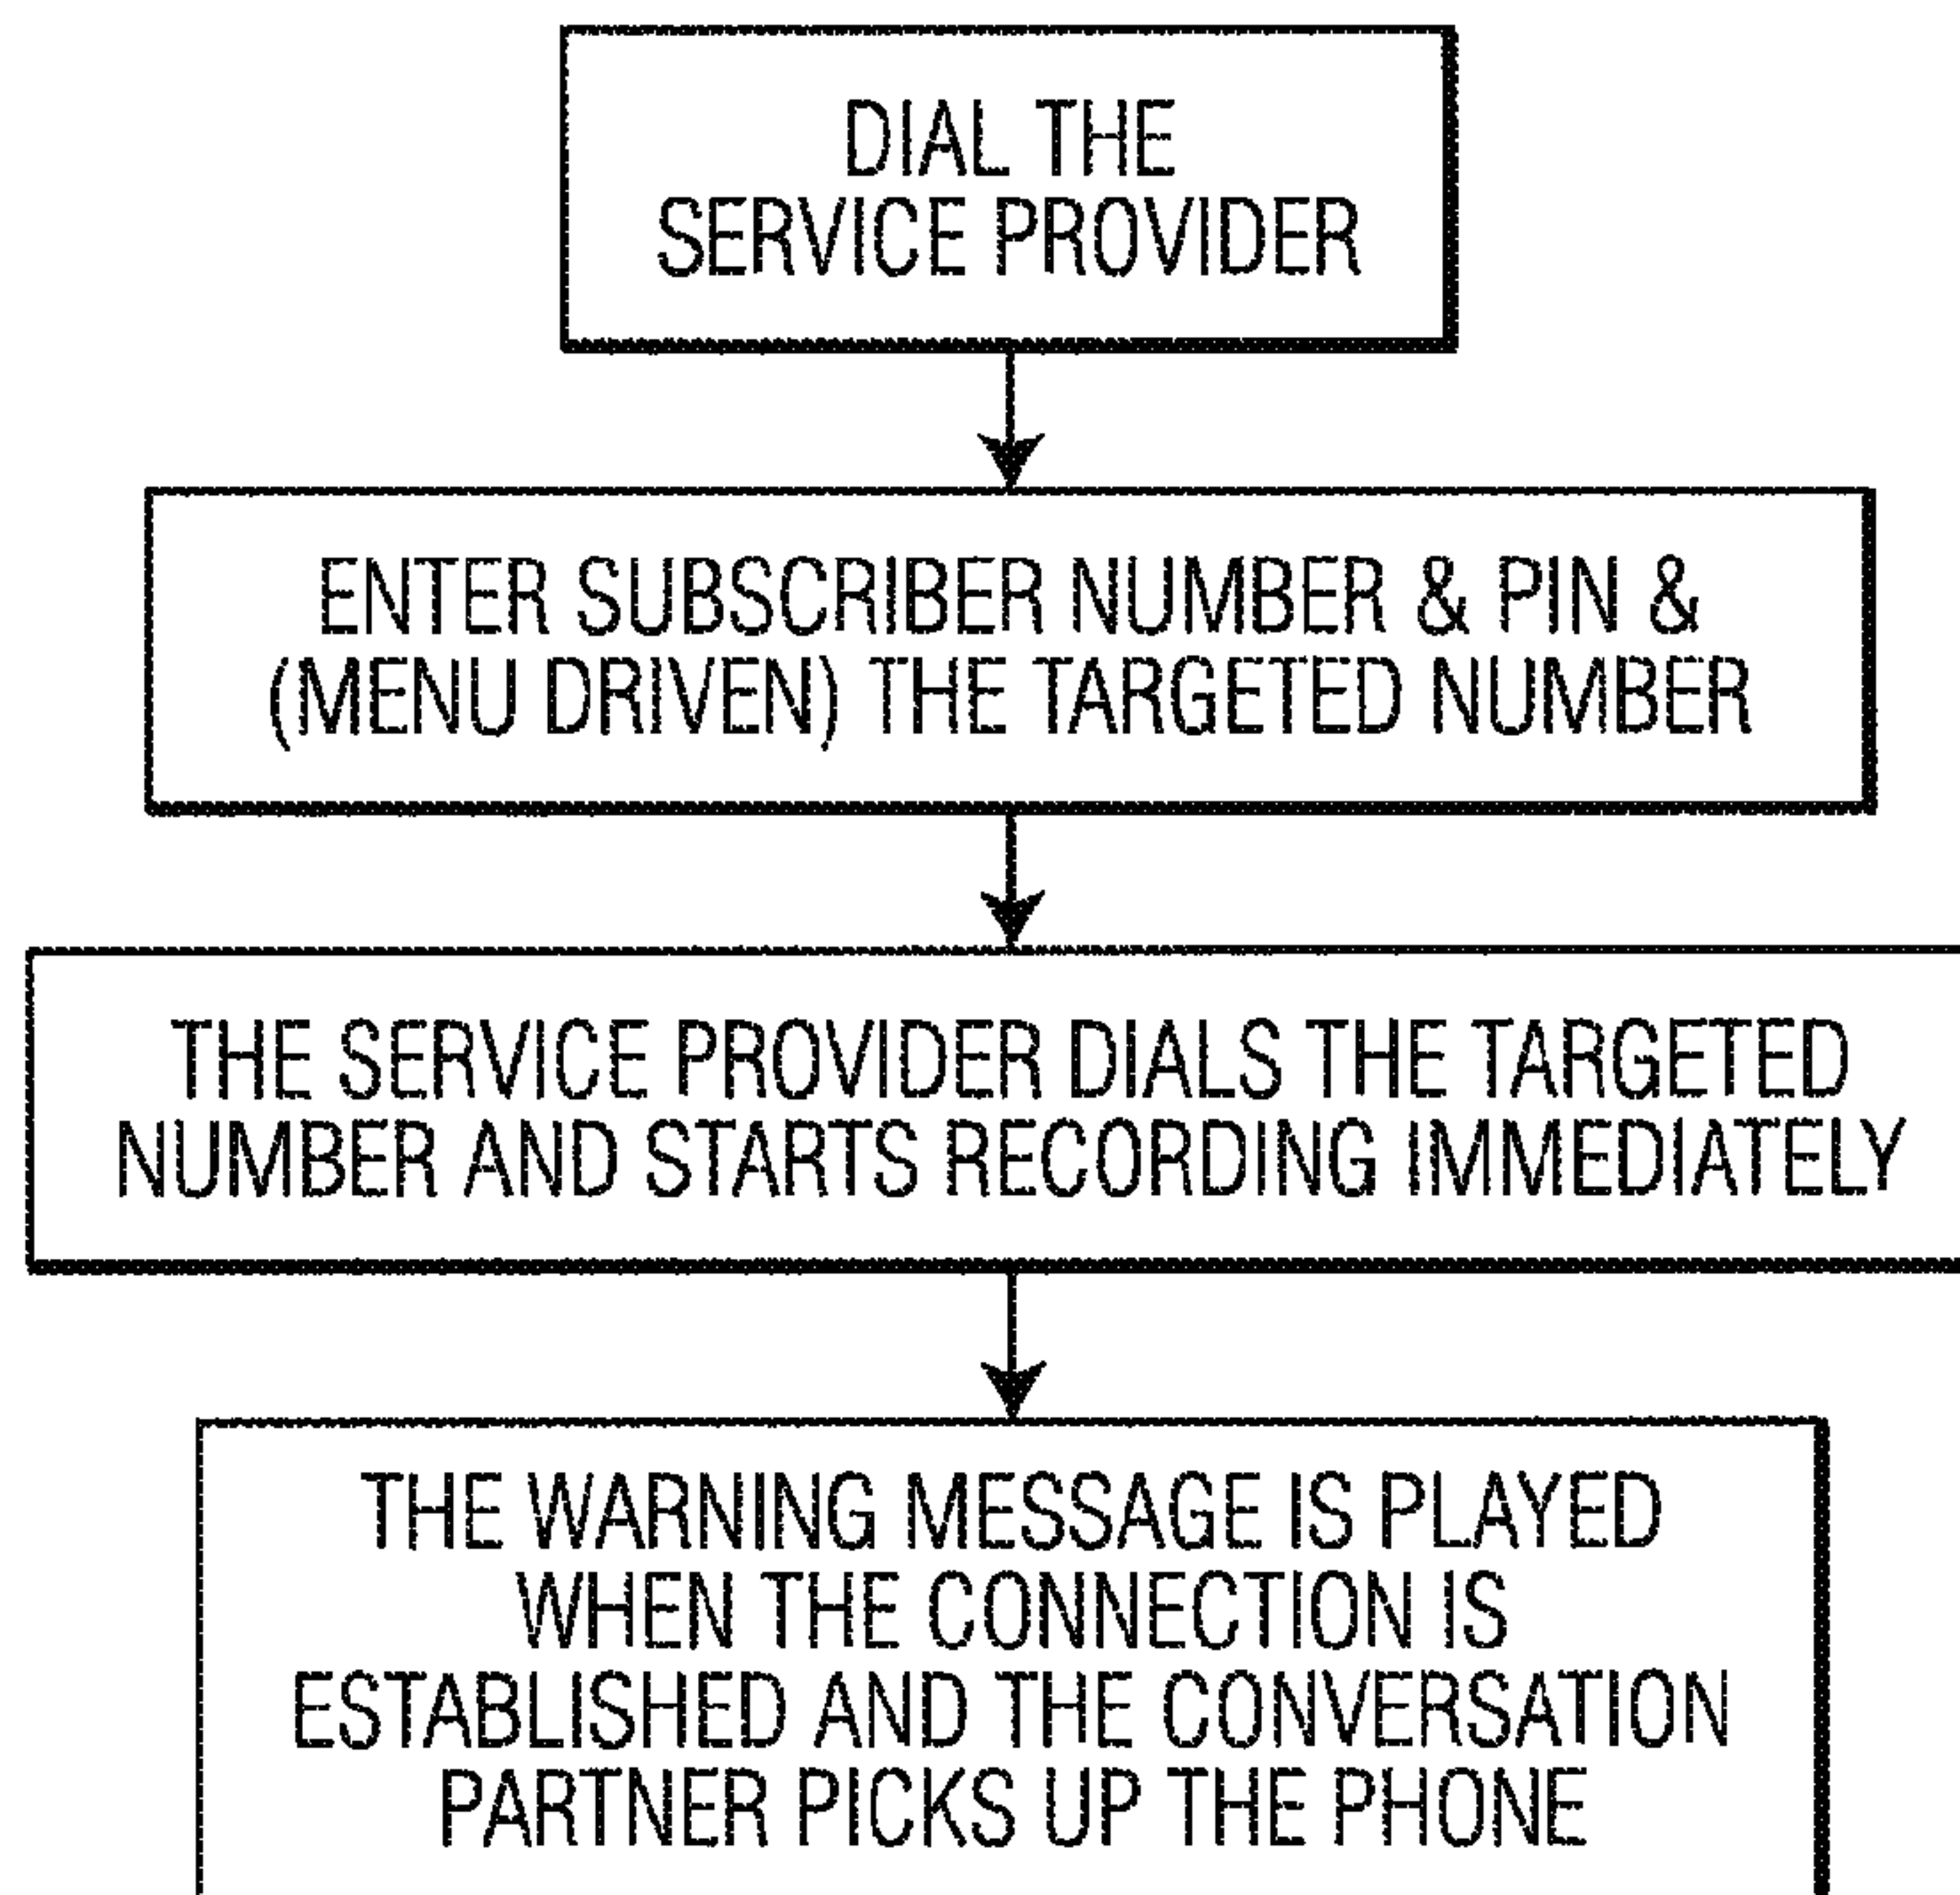 DIAL THE
SERVICE PROVIDER
ENTER SUBSCRIBER NUMBER & PIN &
(MENU DRIVEN) THE TARGETED NUMBER
THE SERVICE PROVIDER DIALS THE TARGETED
NUMBER AND STARTS RECORDING IMMEDIATELY
THE WARNING MESSAGE IS PLAYED
WHEN THE CONNECTION IS
ESTABLISHED AND THE CONVERSATION
PARTNER PICKS UP THE PHONE